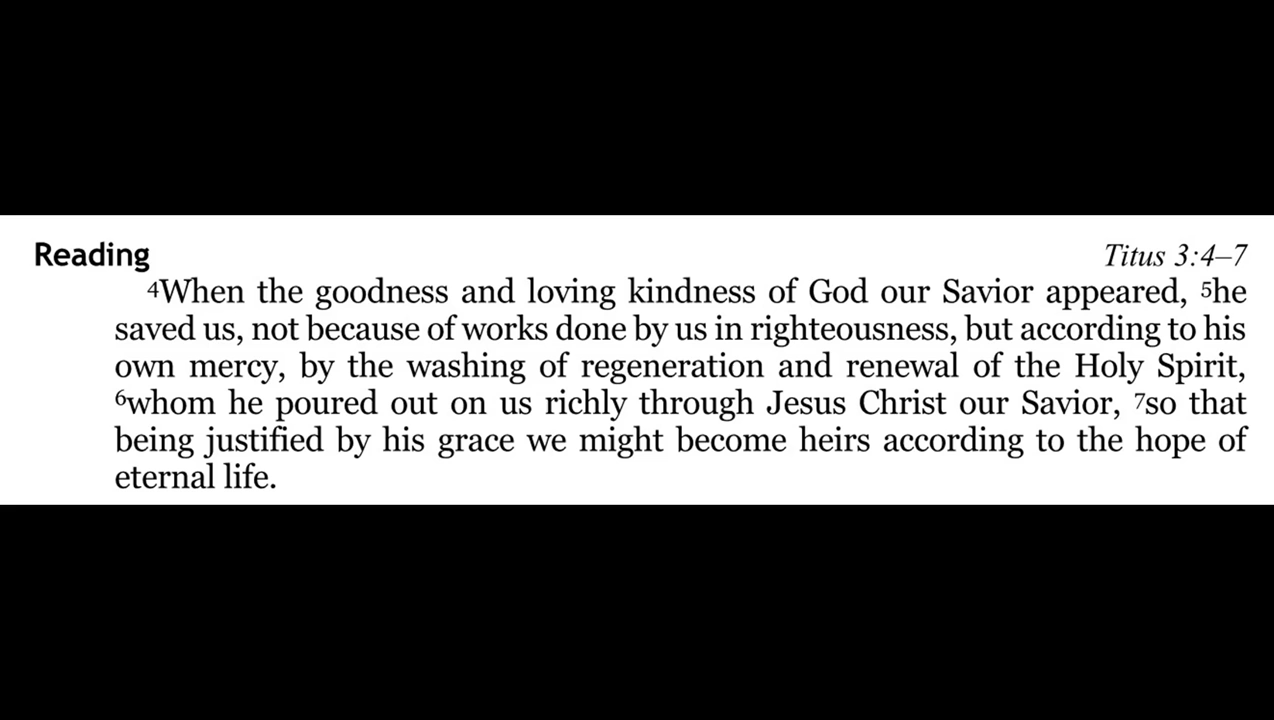 Reading Titus 3:4–7
4When the goodness and loving kindness of God our Savior appeared, 5he
saved us, not because of works done by us in righteousness, but according to his
own mercy, by the washing of regeneration and renewal of the Holy Spirit,
6whom he poured out on us richly through Jesus Christ our Savior, 7so that
being justified by his grace we might become heirs according to the hope of
eternal life.